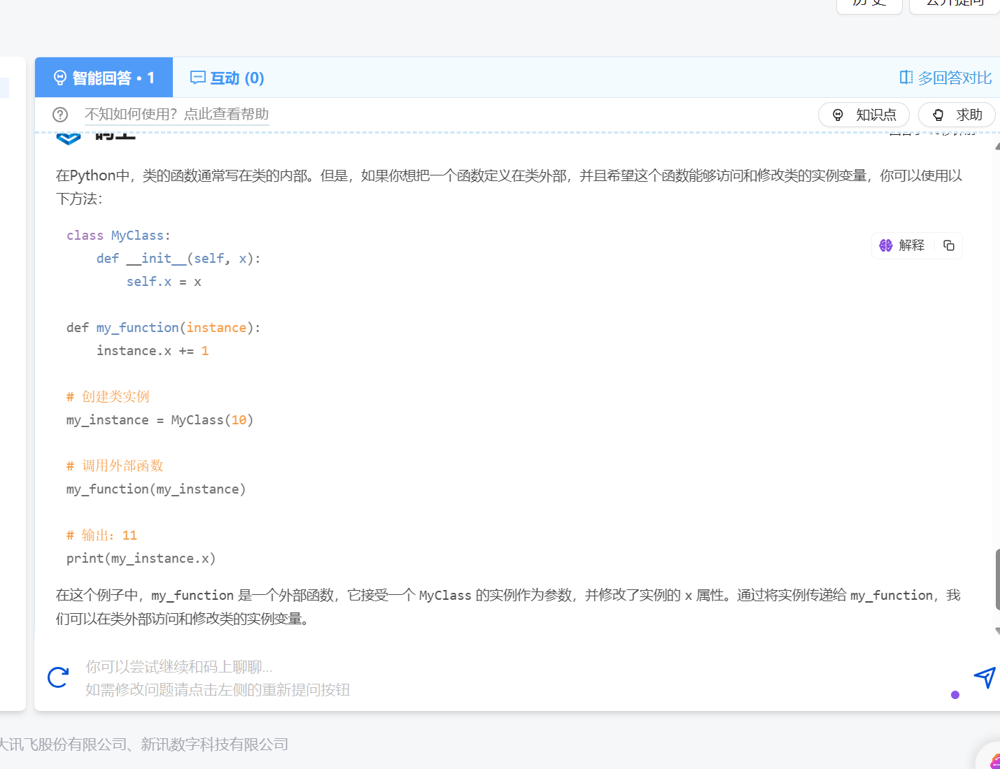 智能回答 • 1
互动 (0)
多回答对比
不知如何使用？点此查看帮助
知识点
求助
在Python中，类的函数通常写在类的内部。但是，如果你想把一个函数定义在类外部，并且希望这个函数能够访问和修改类的实例变量，你可以使用以
下方法：
class MyClass:
    def __init__(self, x):
        self.x = x
解释
def my_function(instance):
    instance.x += 1
# 创建类实例
my_instance = MyClass(10)
# 调用外部函数
my_function(my_instance)
# 输出：11
print(my_instance.x)
在这个例子中，my_function 是一个外部函数，它接受一个 MyClass 的实例作为参数，并修改了实例的 x 属性。通过将实例传递给 my_function，我
们可以在类外部访问和修改类的实例变量。
你可以尝试继续和码上聊聊...
如需修改问题请点击左侧的重新提问按钮
大讯飞股份有限公司、新讯数字科技有限公司